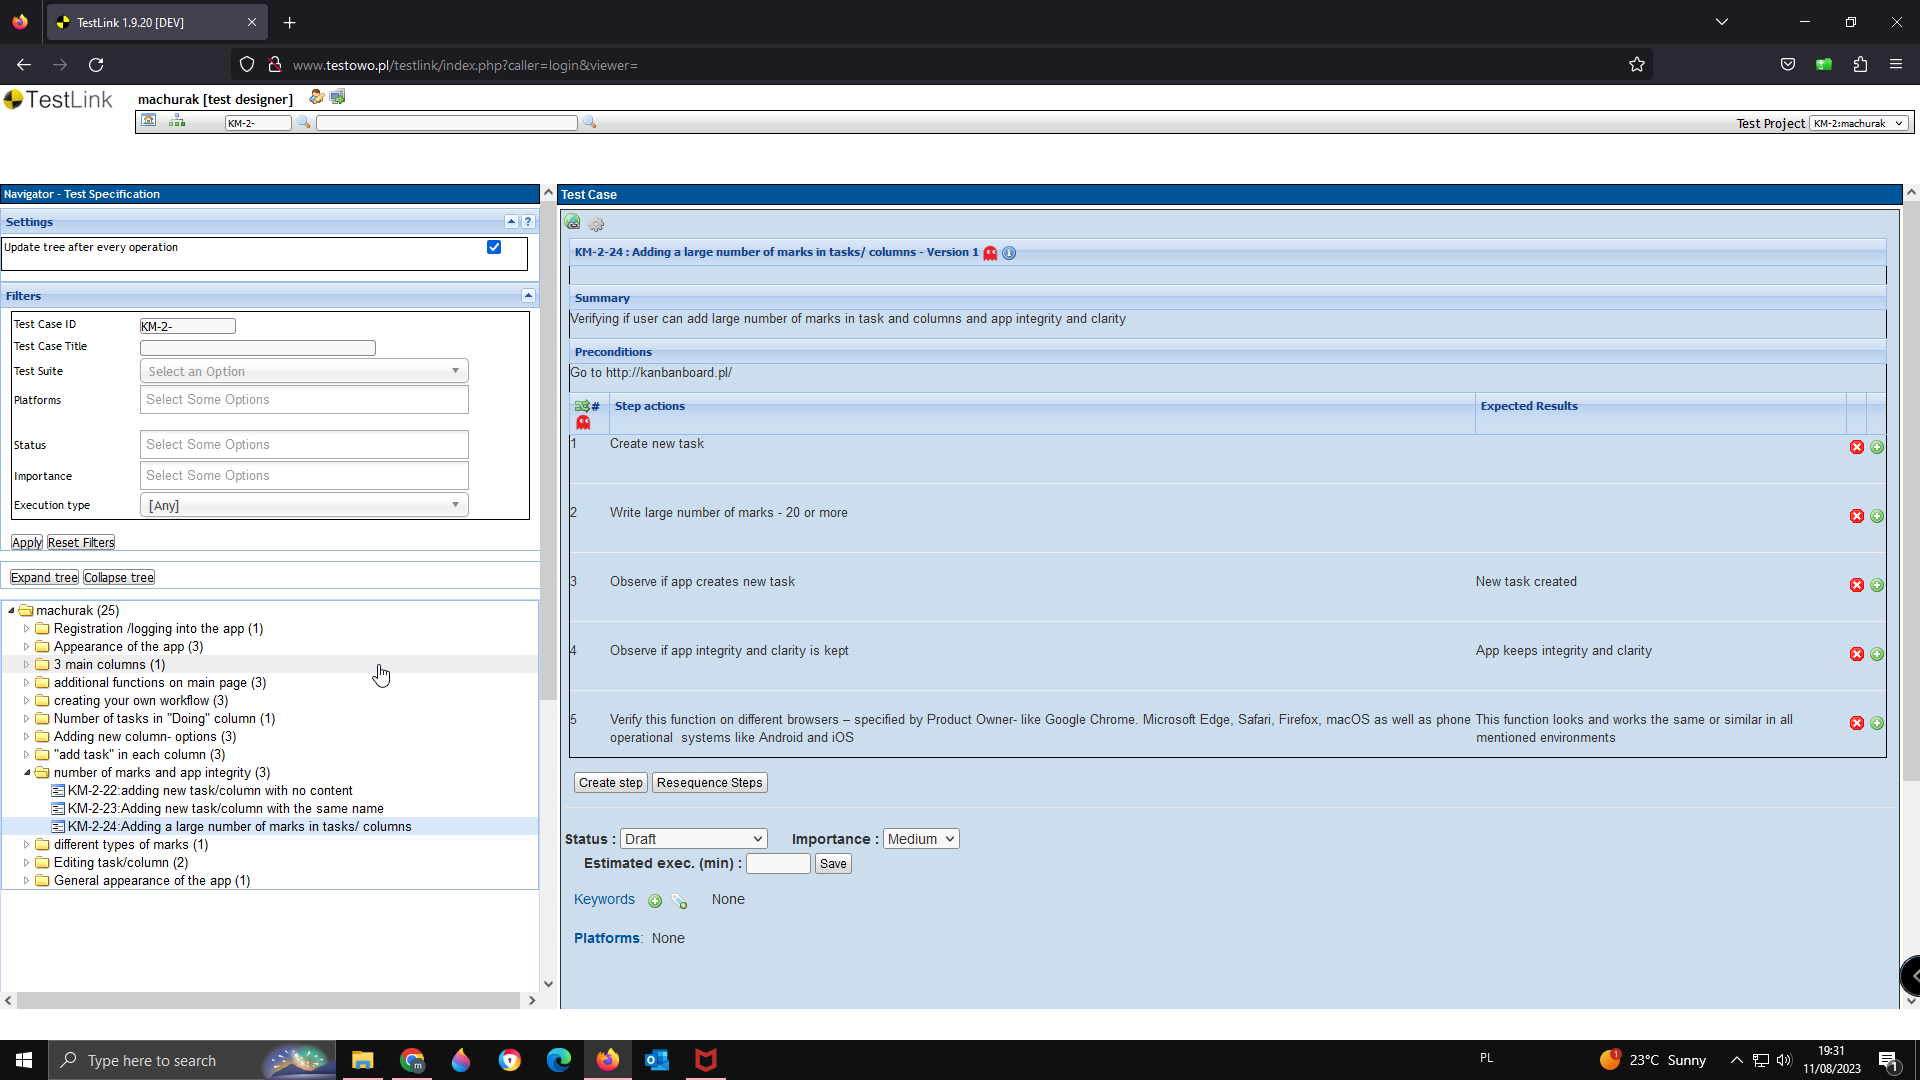 TestLink 1.9.20 [DEV]
www.testowo.pl/testlink/index.php?caller=login&viewer=
TestLink
machurak [test designer]
KM-2-
Test Project
KM-2:machurak
Navigator - Test Specification
Settings
?
Update tree after every operation
Filters
Test Case ID
KM-2-
Test Case Title
Test Suite
Select an Option
Platforms
Select Some Options
Status
Select Some Options
Importance
Select Some Options
Execution type
[Any]
Apply
Reset Filters
Expand tree
Collapse tree
machurak (25)
Registration /logging into the app (1)
Appearance of the app (3)
3 main columns (1)
additional functions on main page (3)
creating your own workflow (3)
Number of tasks in "Doing" column (1)
Adding new column- options (3)
"add task" in each column (3)
number of marks and app integrity (3)
KM-2-22:adding new task/column with no content
KM-2-23:Adding new task/column with the same name
KM-2-24:Adding a large number of marks in tasks/ columns
different types of marks (1)
Editing task/column (2)
General appearance of the app (1)
Test Case
KM-2-24 : Adding a large number of marks in tasks/ columns - Version 1
Summary
Verifying if user can add large number of marks in task and columns and app integrity and clarity
Preconditions
Go to http://kanbanboard.pl/
#
Step actions
Expected Results
1
Create new task
2
Write large number of marks - 20 or more
3
Observe if app creates new task
New task created
4
Observe if app integrity and clarity is kept
App keeps integrity and clarity
5
Verify this function on different browsers – specified by Product Owner- like Google Chrome. Microsoft Edge, Safari, Firefox, macOS as well as phone
operational systems like Android and iOS
This function looks and works the same or similar in all
mentioned environments
Create step
Resequence Steps
Status :
Draft
Importance :
Medium
Estimated exec. (min) :
Save
Keywords
None
Platforms:
None
Type here to search
m
PL
1
23°C Sunny
19:31
11/08/2023
1